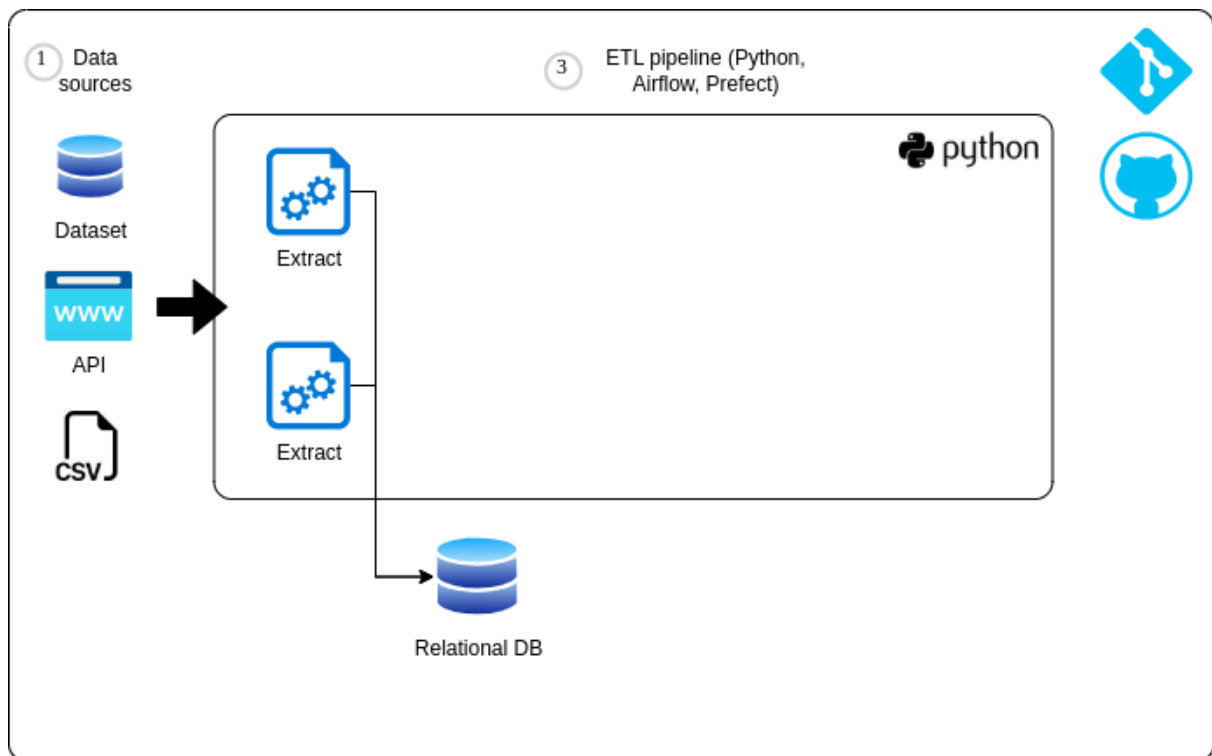 1
Data
sources
3
ETL pipeline (Python,
Airflow, Prefect)
python
Dataset
Extract
www
API
Extract
CSV
Relational DB